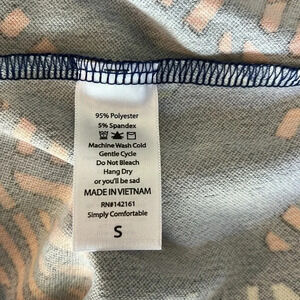 95% Polyester
5% Spandex
Machine Wash Cold
Gentle Cycle
Do Not Bleach
Hang Dry
or you'll be sad
MADE IN VIETNAM
RN#142161
Simply Comfortable
S